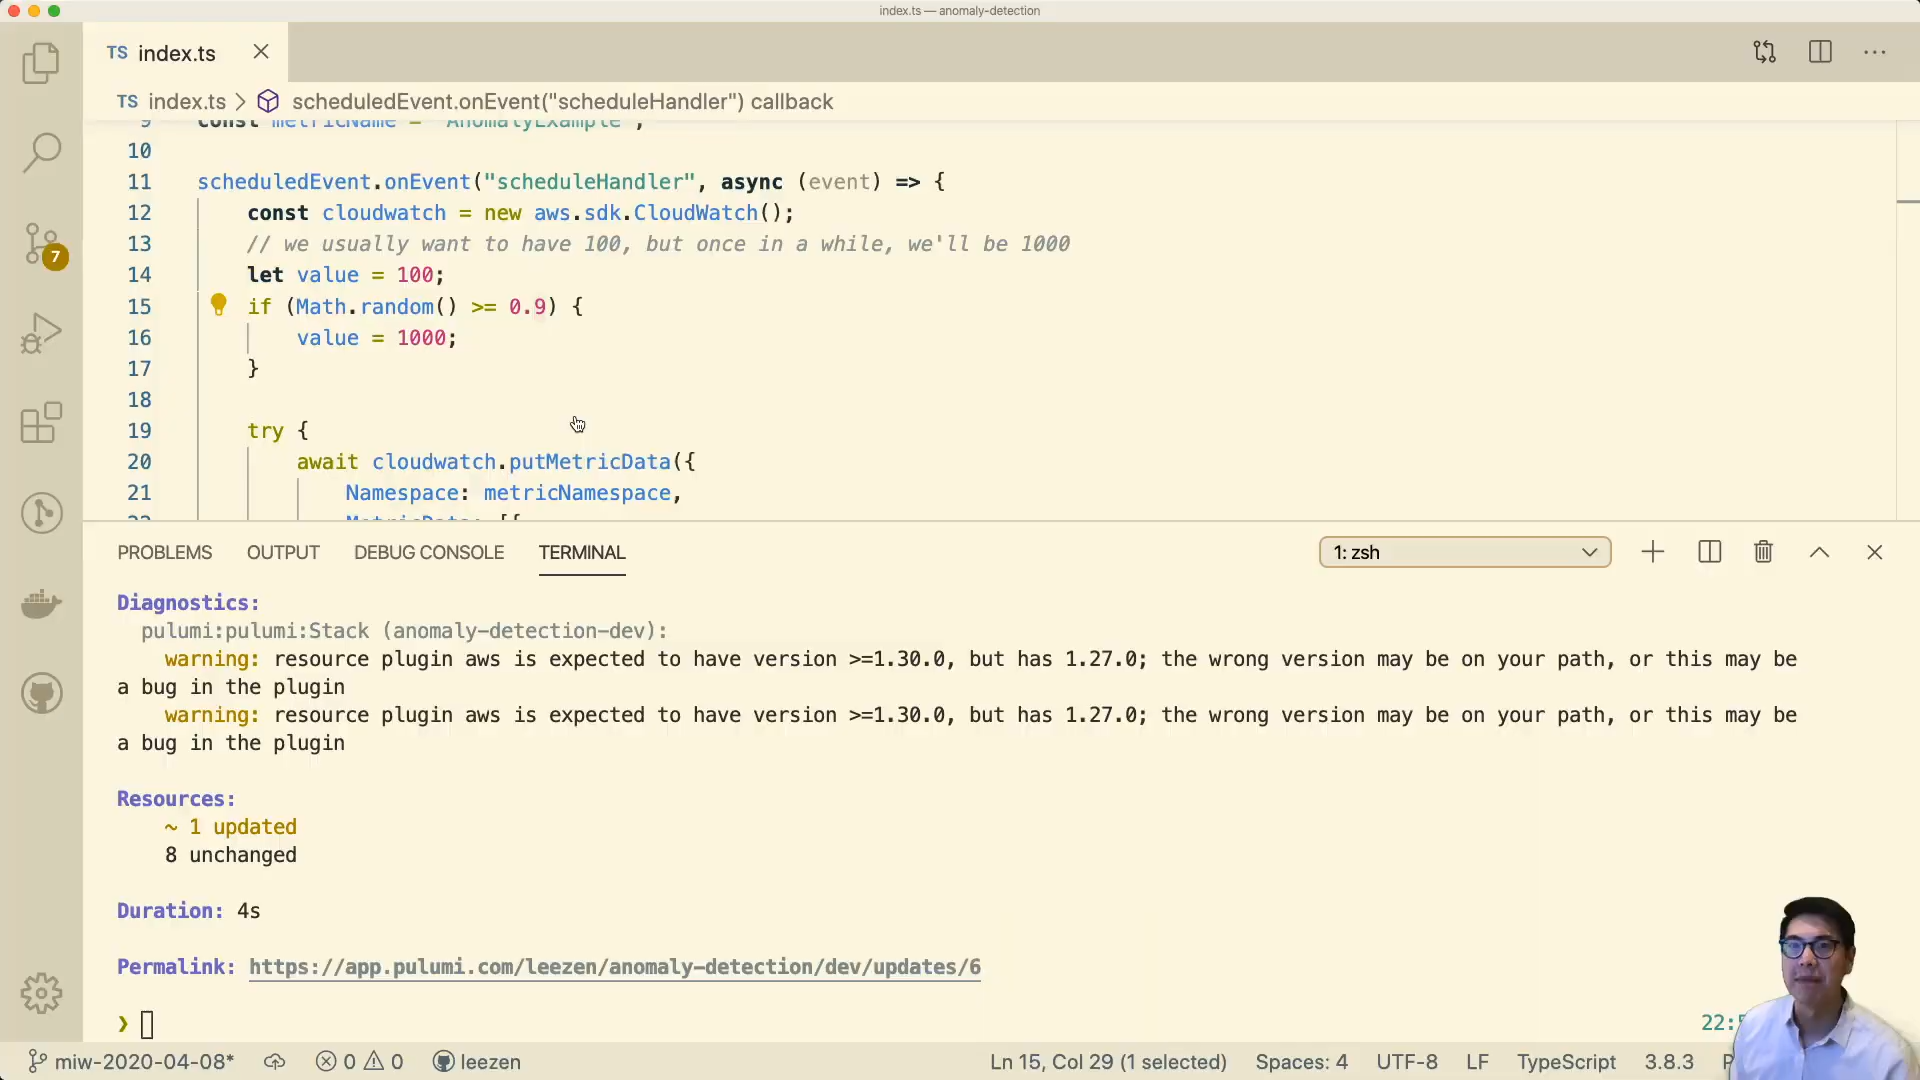 index.ts — anomaly-detection
TS index.ts
TS index.ts > scheduledEvent.onEvent("scheduleHandler") callback
9 const metricName = "AnomalyExample";
10
11 scheduledEvent.onEvent("scheduleHandler", async (event) => {
12 const cloudwatch = new aws.sdk.CloudWatch();
13 // we usually want to have 100, but once in a while, we'll be 1000
14 let value = 100;
15 if (Math.random() >= 0.9) {
16 value = 1000;
17 }
18
19 try {
20 await cloudwatch.putMetricData({
21 Namespace: metricNamespace,
22 MetricData: [{
7
PROBLEMS OUTPUT DEBUG CONSOLE TERMINAL 1: zsh
Diagnostics:
pulumi:pulumi:Stack (anomaly-detection-dev):
warning: resource plugin aws is expected to have version >=1.30.0, but has 1.27.0; the wrong version may be on your path, or this may be
a bug in the plugin
warning: resource plugin aws is expected to have version >=1.30.0, but has 1.27.0; the wrong version may be on your path, or this may be
a bug in the plugin
Resources:
~ 1 updated
8 unchanged
Duration: 4s
Permalink: https://app.pulumi.com/leezen/anomaly-detection/dev/updates/6
❯ 22:
miw-2020-04-08* 0 0 leezen Ln 15, Col 29 (1 selected) Spaces: 4 UTF-8 LF TypeScript 3.8.3